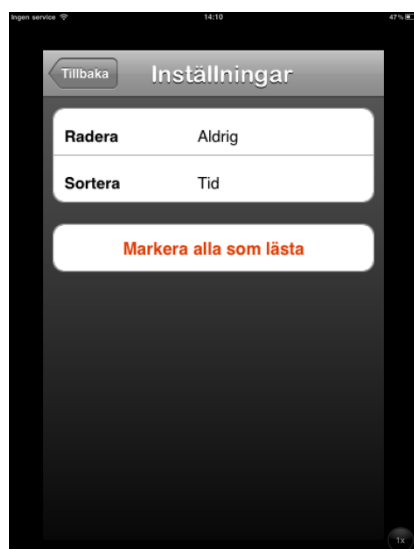 Ingen service 14:10 47 %
Tillbaka Inställningar
Radera Aldrig
Sortera Tid
Markera alla som lästa
1x